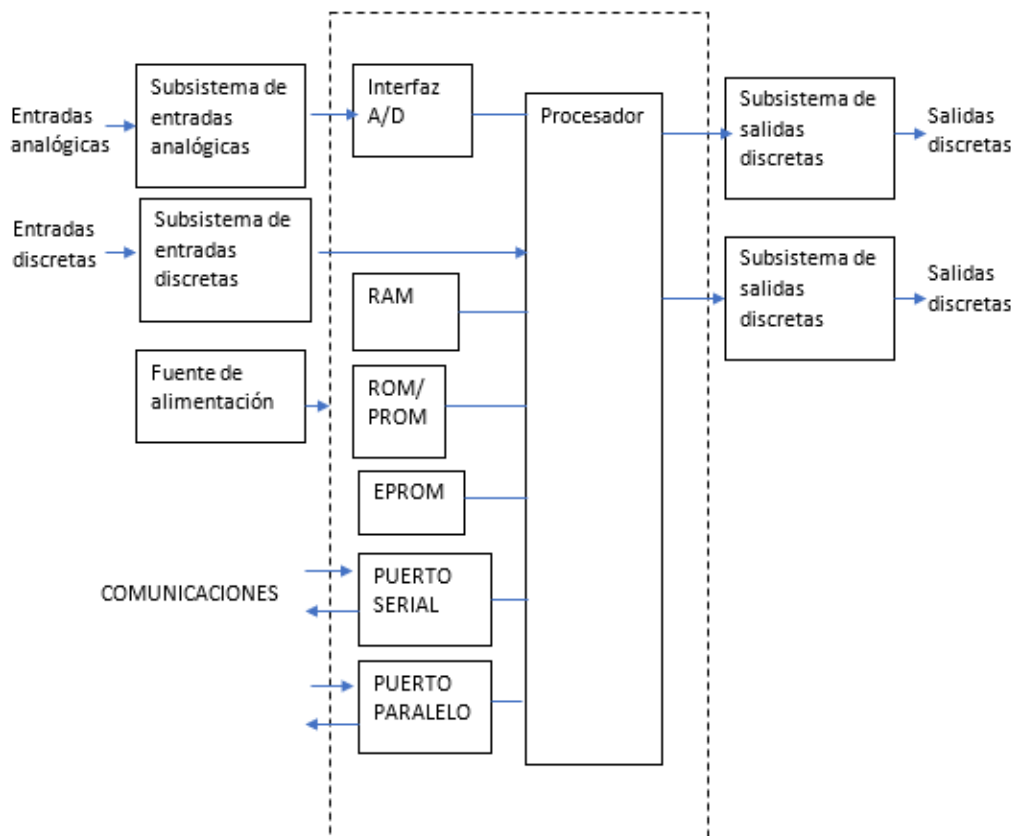 Entradas
analógicas
Subsistema de
entradas
analógicas
Interfaz
A/D
Procesador
Subsistema de
salidas
discretas
Salidas
discretas
Entradas
discretas
Subsistema de
entradas
discretas
Subsistema de
salidas
discretas
Salidas
discretas
RAM
Fuente de
alimentación
ROM/
PROM
EPROM
COMUNICACIONES
PUERTO
SERIAL
PUERTO
PARALELO